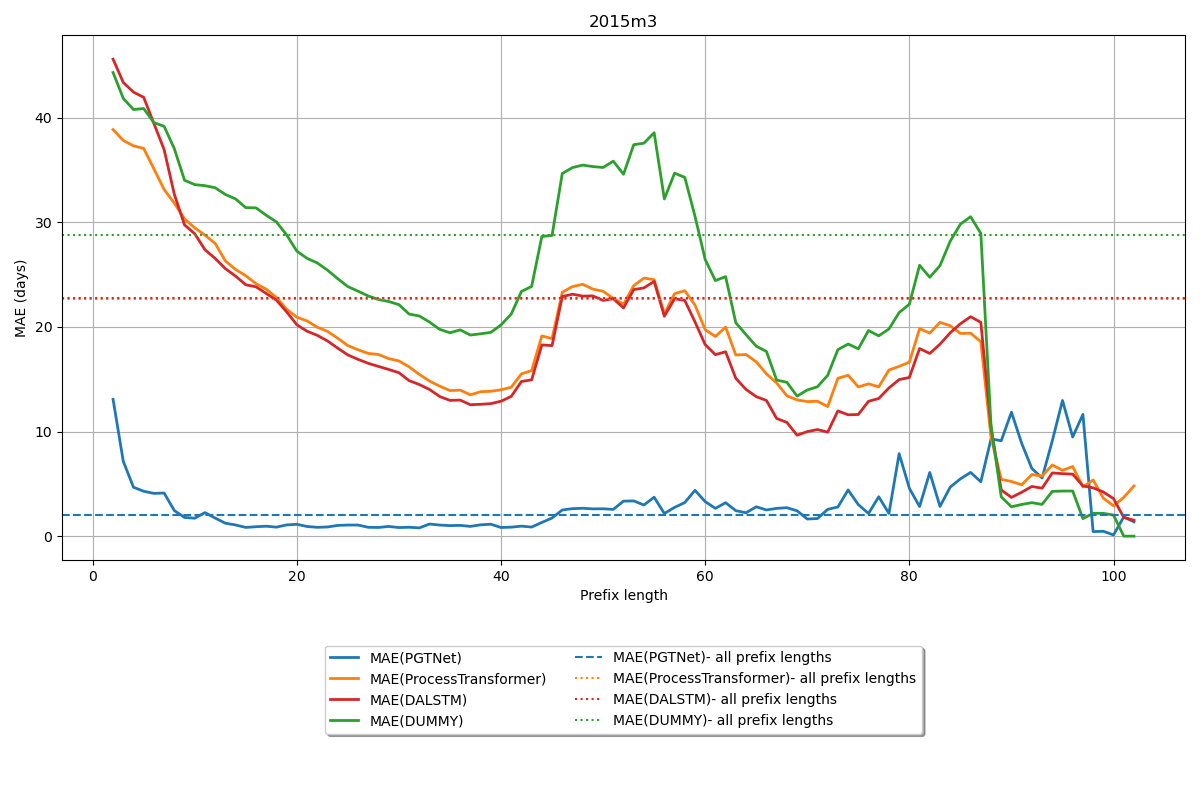 2015m3
MAE (days)
40
30
20
10
0
0 20 40 60 80 100
Prefix length
MAE(PGTNet)
MAE(ProcessTransformer)
MAE(DALSTM)
MAE(DUMMY)
MAE(PGTNet)- all prefix lengths
MAE(ProcessTransformer)- all prefix lengths
MAE(DALSTM)- all prefix lengths
MAE(DUMMY)- all prefix lengths